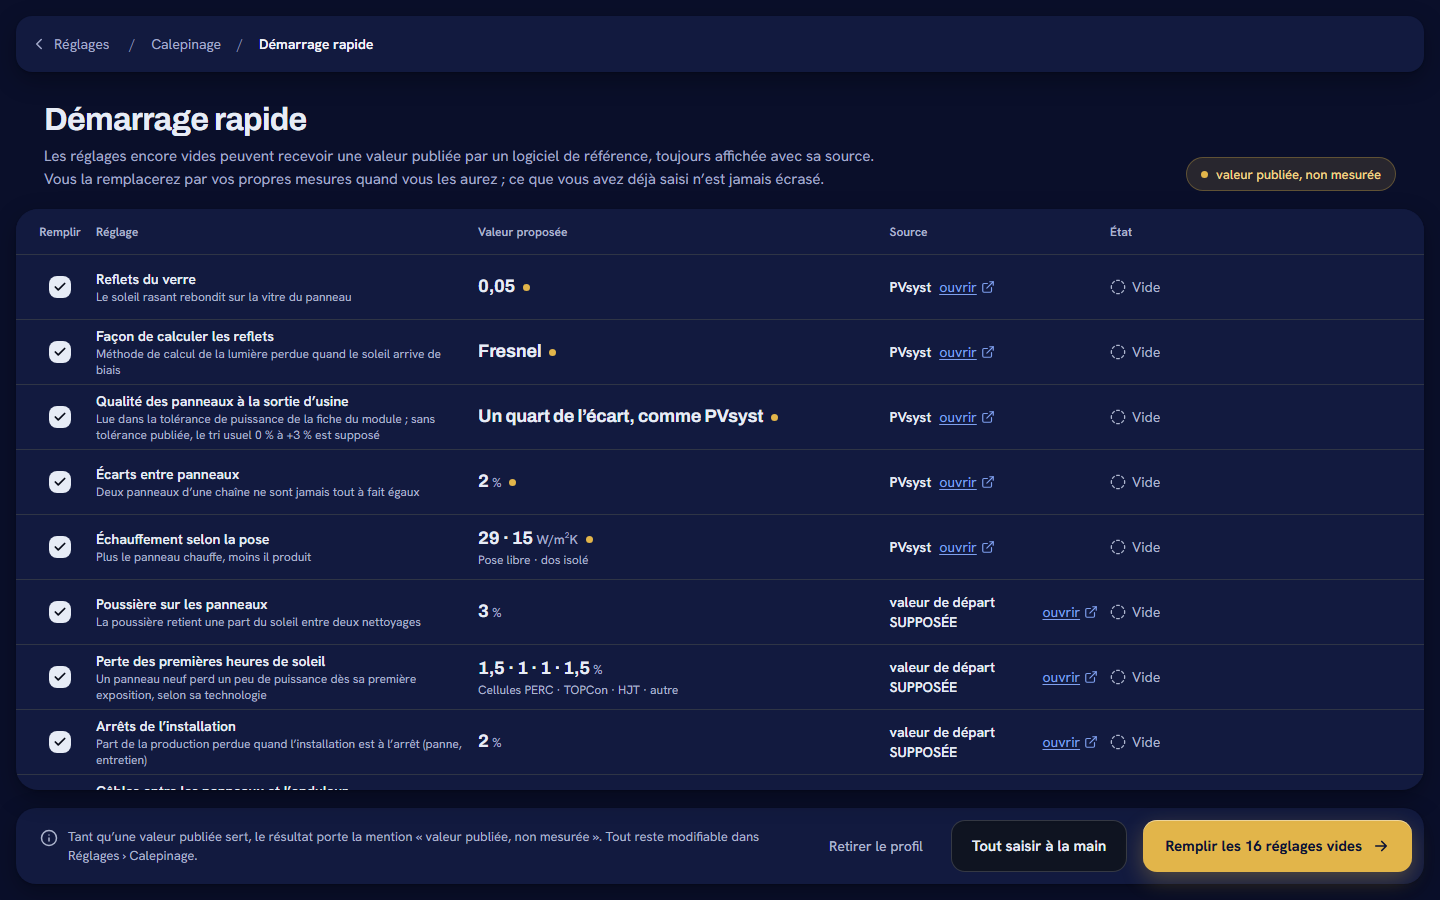 Réglages / Calepinage / Démarrage rapide
Démarrage rapide
Les réglages encore vides peuvent recevoir une valeur publiée par un logiciel de référence, toujours affichée avec sa source.
Vous la remplacerez par vos propres mesures quand vous les aurez ; ce que vous avez déjà saisi n’est jamais écrasé.
valeur publiée, non mesurée
Remplir Réglage Valeur proposée Source État
Reflets du verre
Le soleil rasant rebondit sur la vitre du panneau
0,05
PVsyst ouvrir
Vide
Façon de calculer les reflets
Méthode de calcul de la lumière perdue quand le soleil arrive de
biais
Fresnel
PVsyst ouvrir
Vide
Qualité des panneaux à la sortie d’usine
Lue dans la tolérance de puissance de la fiche du module ; sans
tolérance publiée, le tri usuel 0 % à +3 % est supposé
Un quart de l’écart, comme PVsyst
PVsyst ouvrir
Vide
Écarts entre panneaux
Deux panneaux d’une chaîne ne sont jamais tout à fait égaux
2 %
PVsyst ouvrir
Vide
Échauffement selon la pose
Plus le panneau chauffe, moins il produit
29 · 15 W/m²K
Pose libre · dos isolé
PVsyst ouvrir
Vide
Poussière sur les panneaux
La poussière retient une part du soleil entre deux nettoyages
3 %
valeur de départ
SUPPOSÉE
ouvrir
Vide
Perte des premières heures de soleil
Un panneau neuf perd un peu de puissance dès sa première
exposition, selon sa technologie
1,5 · 1 · 1 · 1,5 %
Cellules PERC · TOPCon · HJT · autre
valeur de départ
SUPPOSÉE
ouvrir
Vide
Arrêts de l’installation
Part de la production perdue quand l’installation est à l’arrêt (panne,
entretien)
2 %
valeur de départ
SUPPOSÉE
ouvrir
Vide
Câbles entre les panneaux et l’onduleur
Tant qu’une valeur publiée sert, le résultat porte la mention « valeur publiée, non mesurée ». Tout reste modifiable dans
Réglages › Calepinage.
Retirer le profil
Tout saisir à la main
Remplir les 16 réglages vides